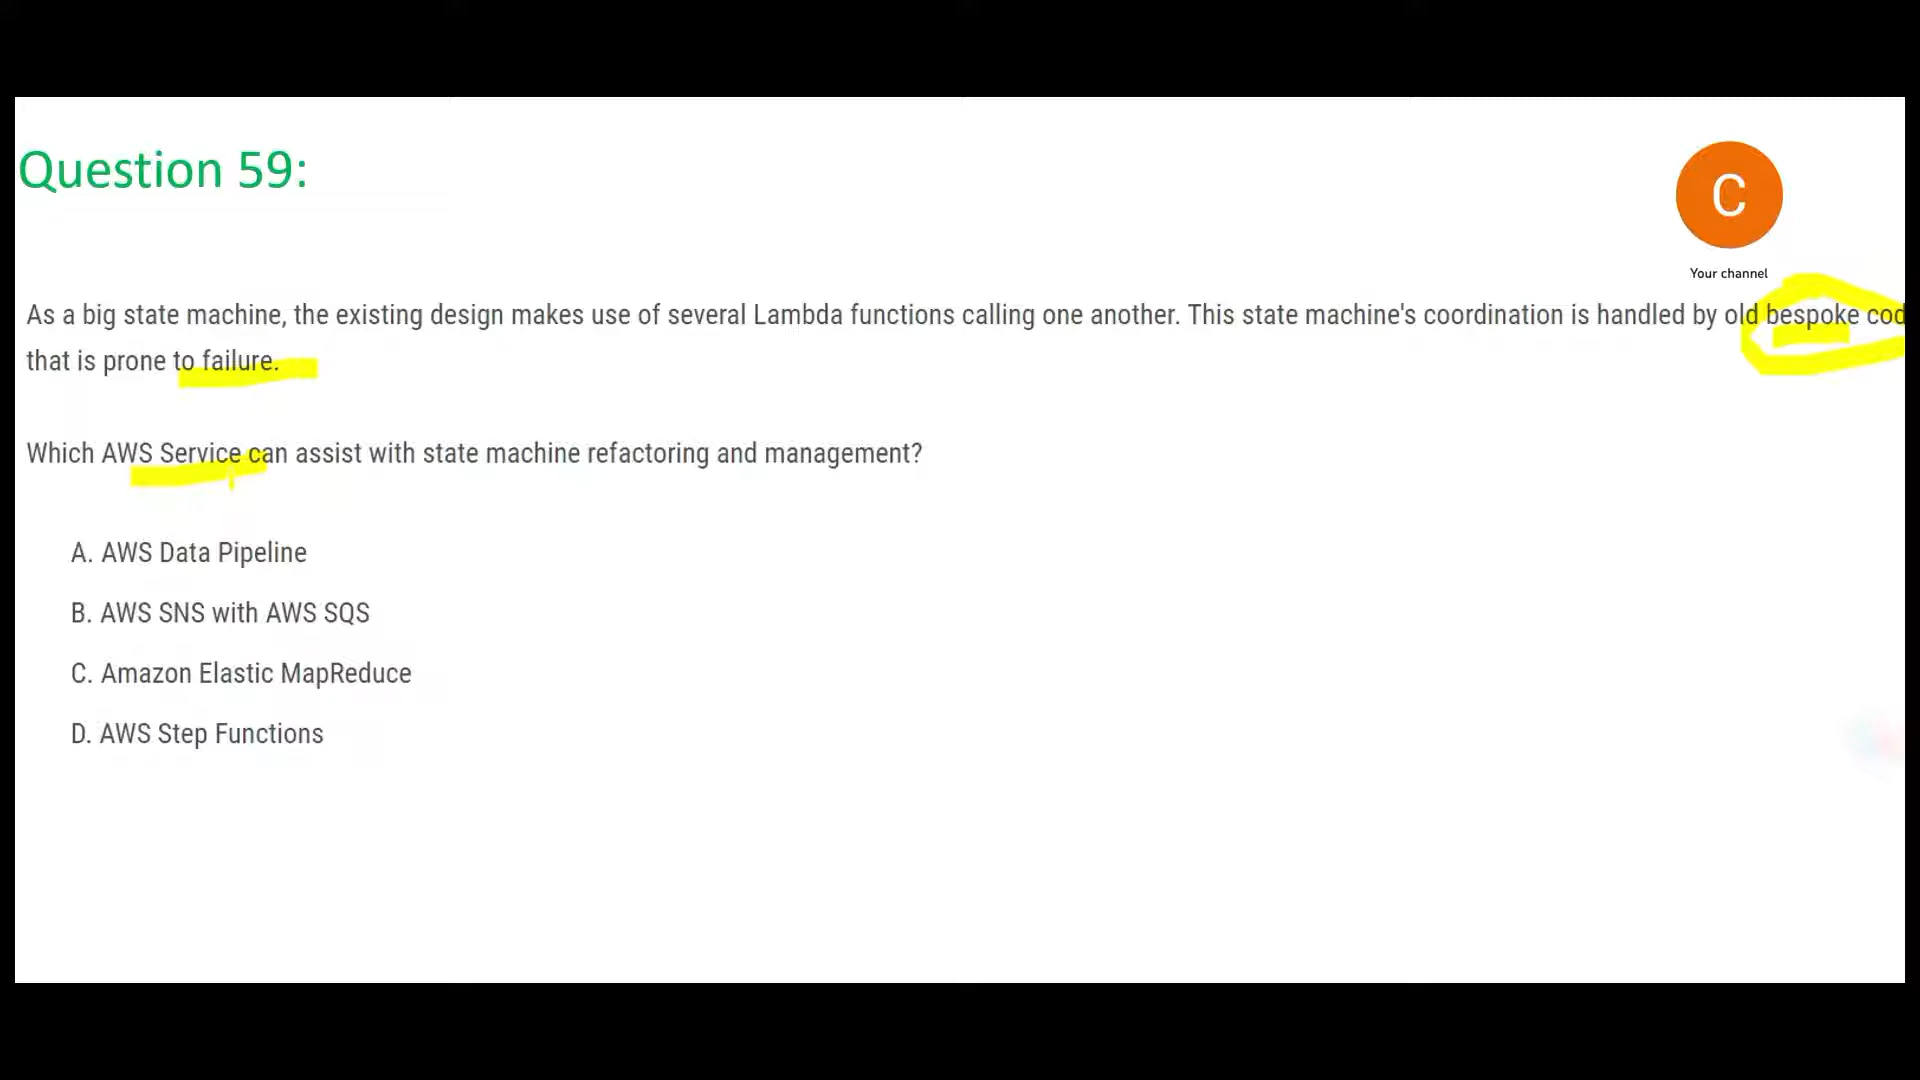 Question 59:
C
Your channel
As a big state machine, the existing design makes use of several Lambda functions calling one another. This state machine's coordination is handled by old bespoke cod
that is prone to failure.
Which AWS Service can assist with state machine refactoring and management?
A. AWS Data Pipeline
B. AWS SNS with AWS SQS
C. Amazon Elastic MapReduce
D. AWS Step Functions